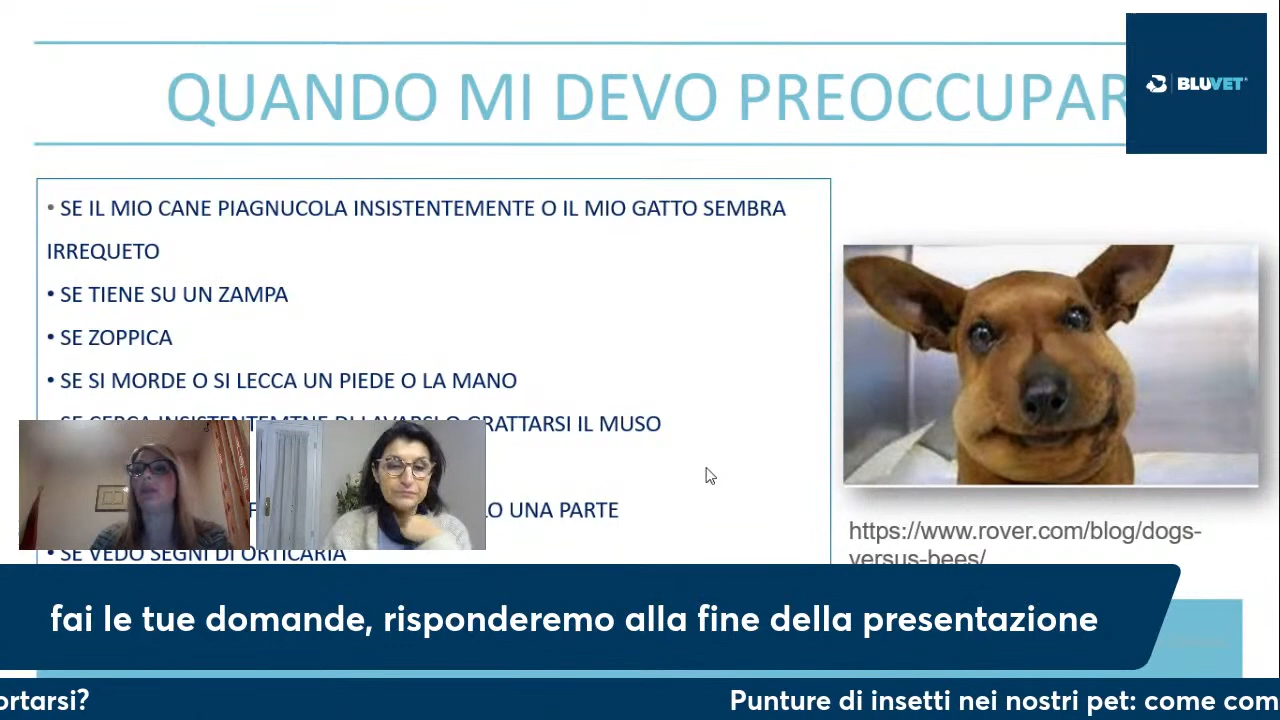 QUANDO MI DEVO PREOCCUPAR
BLUVET
• SE IL MIO CANE PIAGNUCOLA INSISTENTEMENTE O IL MIO GATTO SEMBRA
IRREQUETO
• SE TIENE SU UN ZAMPA
• SE ZOPPICA
• SE SI MORDE O SI LECCA UN PIEDE O LA MANO
SE CERCA INSISTENTEMTNE DI LAVARSI O GRATTARSI IL MUSO
UNA PARTE
• SE VEDO SEGNI DI ORTICARIA
https://www.rover.com/blog/dogs-
versus-bees/
fai le tue domande, risponderemo alla fine della presentazione
ortarsi?
Punture di insetti nei nostri pet: come com